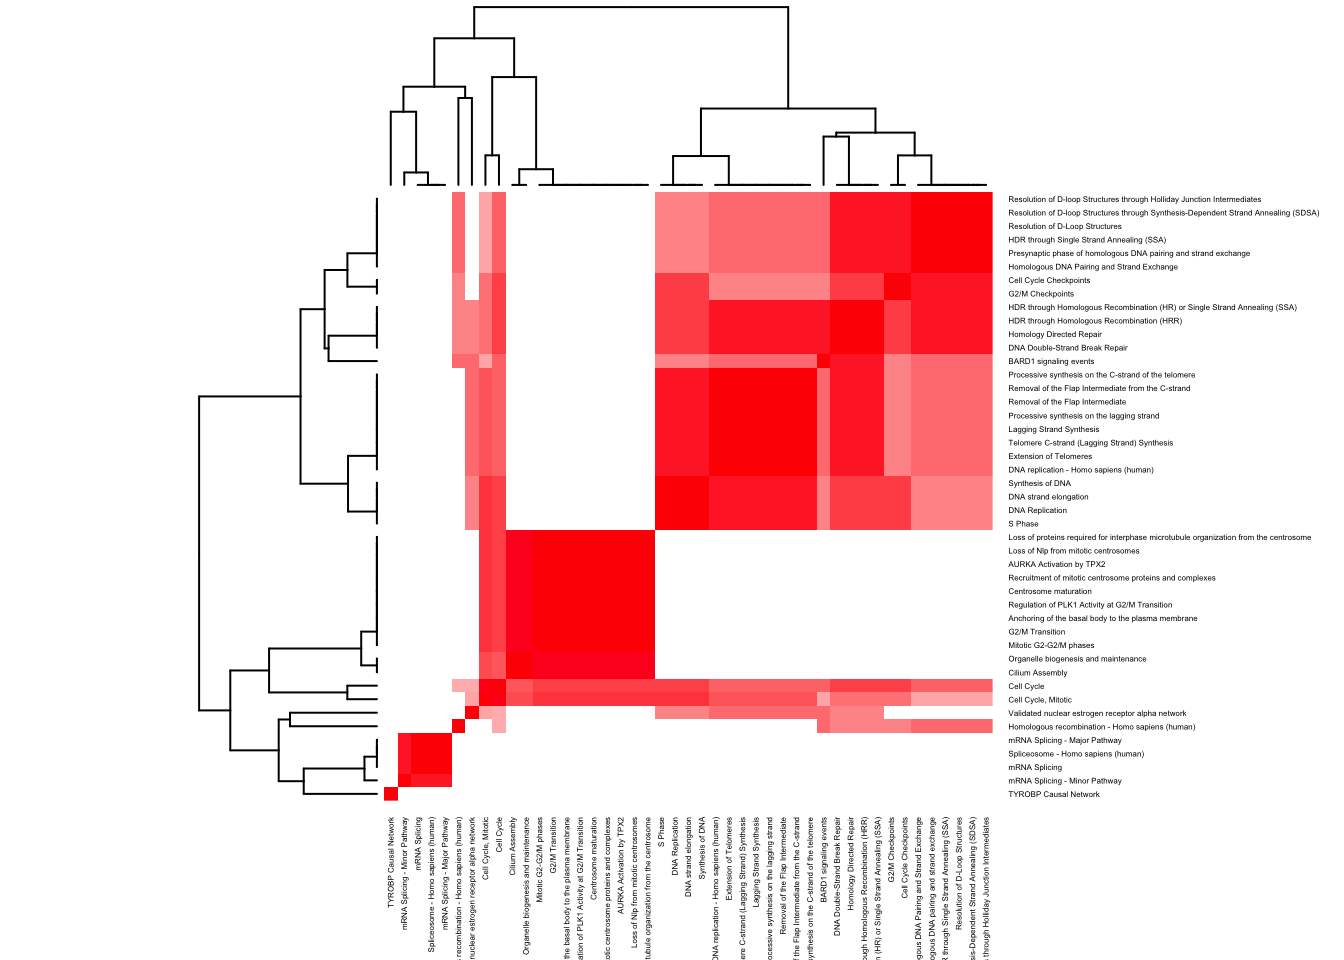 Resolution of D-loop Structures through Holliday Junction Intermediates
Resolution of D-loop Structures through Synthesis-Dependent Strand Annealing (SDSA)
Resolution of D-Loop Structures
HDR through Single Strand Annealing (SSA)
Presynaptic phase of homologous DNA pairing and strand exchange
Homologous DNA Pairing and Strand Exchange
Cell Cycle Checkpoints
G2/M Checkpoints
HDR through Homologous Recombination (HR) or Single Strand Annealing (SSA)
HDR through Homologous Recombination (HRR)
Homology Directed Repair
DNA Double-Strand Break Repair
BARD1 signaling events
Processive synthesis on the C-strand of the telomere
Removal of the Flap Intermediate from the C-strand
Removal of the Flap Intermediate
Processive synthesis on the lagging strand
Lagging Strand Synthesis
Telomere C-strand (Lagging Strand) Synthesis
Extension of Telomeres
DNA replication - Homo sapiens (human)
Synthesis of DNA
DNA strand elongation
DNA Replication
S Phase
Loss of proteins required for interphase microtubule organization from the centrosome
Loss of Nlp from mitotic centrosomes
AURKA Activation by TPX2
Recruitment of mitotic centrosome proteins and complexes
Centrosome maturation
Regulation of PLK1 Activity at G2/M Transition
Anchoring of the basal body to the plasma membrane
G2/M Transition
Mitotic G2-G2/M phases
Organelle biogenesis and maintenance
Cilium Assembly
Cell Cycle
Cell Cycle, Mitotic
Validated nuclear estrogen receptor alpha network
Homologous recombination - Homo sapiens (human)
mRNA Splicing - Major Pathway
Spliceosome - Homo sapiens (human)
mRNA Splicing
mRNA Splicing - Minor Pathway
TYROBP Causal Network
TYROBP Causal Network
mRNA Splicing - Minor Pathway
mRNA Splicing
Spliceosome - Homo sapiens (human)
mRNA Splicing - Major Pathway
recombination - Homo sapiens (human)
nuclear estrogen receptor alpha network
Cell Cycle, Mitotic
Cell Cycle
Cilium Assembly
Organelle biogenesis and maintenance
Mitotic G2-G2/M phases
G2/M Transition
the basal body to the plasma membrane
ation of PLK1 Activity at G2/M Transition
Centrosome maturation
otic centrosome proteins and complexes
AURKA Activation by TPX2
Loss of Nlp from mitotic centrosomes
tubule organization from the centrosome
S Phase
DNA Replication
DNA strand elongation
Synthesis of DNA
DNA replication - Homo sapiens (human)
Extension of Telomeres
ere C-strand (Lagging Strand) Synthesis
Lagging Strand Synthesis
ocessive synthesis on the lagging strand
Removal of the Flap Intermediate
f the Flap Intermediate from the C-strand
synthesis on the C-strand of the telomere
BARD1 signaling events
DNA Double-Strand Break Repair
Homology Directed Repair
ough Homologous Recombination (HRR)
n (HR) or Single Strand Annealing (SSA)
G2/M Checkpoints
Cell Cycle Checkpoints
gous DNA Pairing and Strand Exchange
ogous DNA pairing and strand exchange
R through Single Strand Annealing (SSA)
Resolution of D-Loop Structures
sis-Dependent Strand Annealing (SDSA)
s through Holliday Junction Intermediates